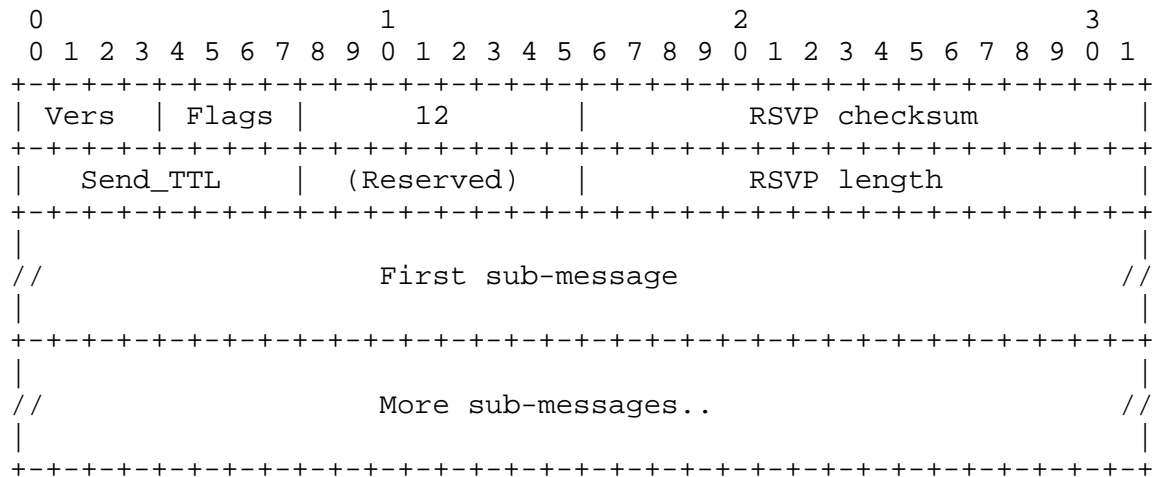 0                   1                   2                   3
 0 1 2 3 4 5 6 7 8 9 0 1 2 3 4 5 6 7 8 9 0 1 2 3 4 5 6 7 8 9 0 1
+-+-+-+-+-+-+-+-+-+-+-+-+-+-+-+-+-+-+-+-+-+-+-+-+-+-+-+-+-+-+-+-+
| Vers  | Flags |      12       |         RSVP checksum         |
+-+-+-+-+-+-+-+-+-+-+-+-+-+-+-+-+-+-+-+-+-+-+-+-+-+-+-+-+-+-+-+-+
|   Send_TTL    |  (Reserved)   |         RSVP length           |
+-+-+-+-+-+-+-+-+-+-+-+-+-+-+-+-+-+-+-+-+-+-+-+-+-+-+-+-+-+-+-+-+
|                                                               |
//                   First sub-message                         //
|                                                               |
+-+-+-+-+-+-+-+-+-+-+-+-+-+-+-+-+-+-+-+-+-+-+-+-+-+-+-+-+-+-+-+-+
|                                                               |
//                   More sub-messages..                       //
|                                                               |
+-+-+-+-+-+-+-+-+-+-+-+-+-+-+-+-+-+-+-+-+-+-+-+-+-+-+-+-+-+-+-+-+